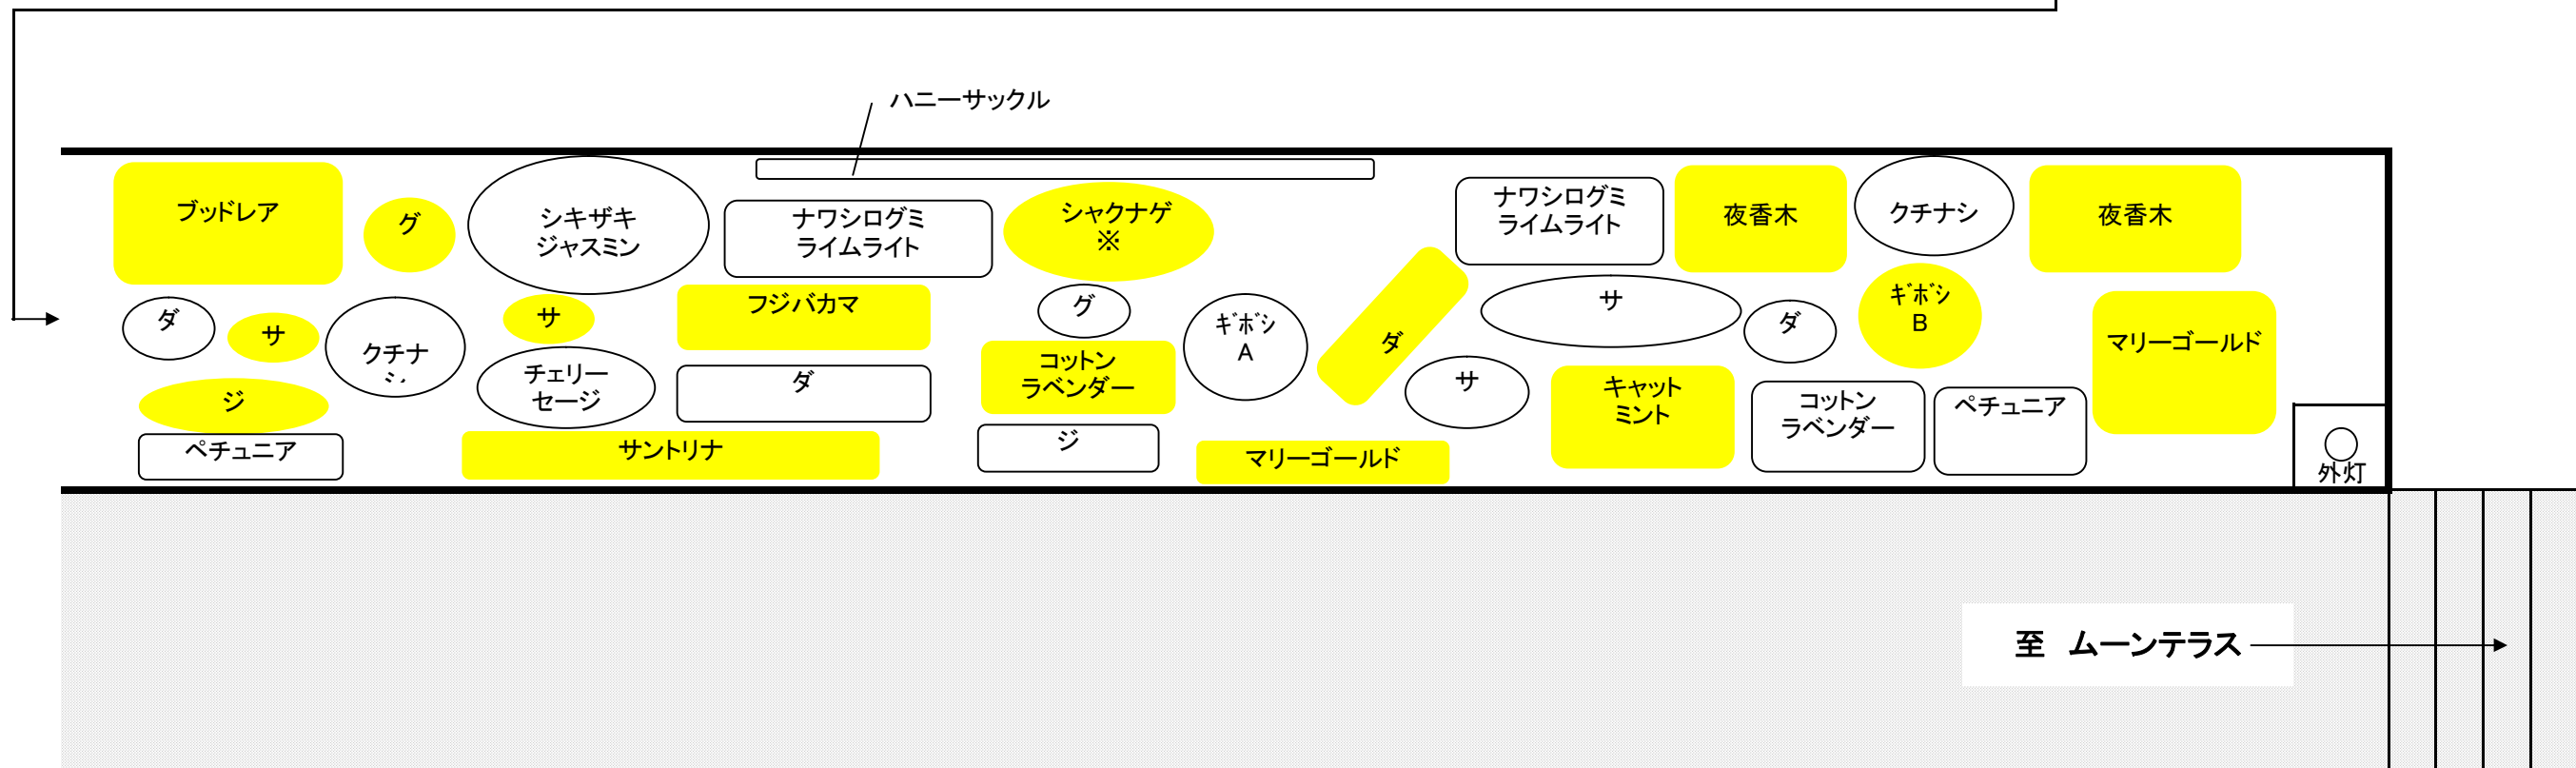 ハニーサックル
ブッドレア
グ
シキザキ
ジャスミン
ナワシログミ
ライムライト
シャクナゲ
※
ナワシログミ
ライムライト
夜香木
クチナシ
夜香木
ダ
サ
クチナ
サ
フジバカマ
グ
ギボシ
A
ダ
サ
ダ
ギボシ
B
マリーゴールド
ジ
チェリー
セージ
ダ
コットン
ラベンダー
サ
キャット
ミント
コットン
ラベンダー
ペチュニア
ペチュニア
サントリナ
ジ
マリーゴールド
外灯
至 ムーンテラス